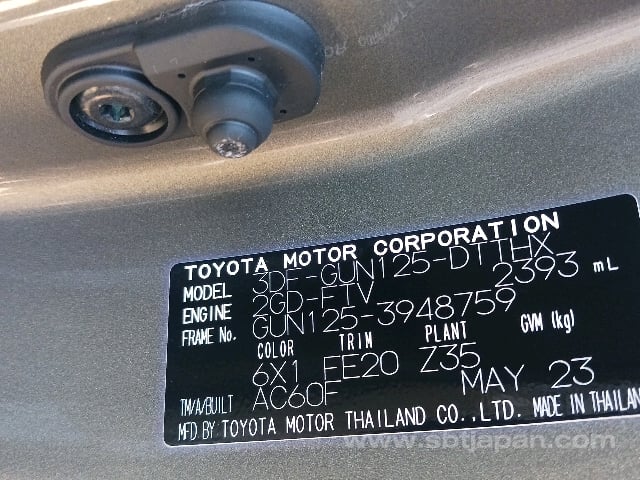 TOYOTA MOTOR CORPORATION
MODEL 3DF-GUN125-DTTHX
ENGINE 2GD-FTV 2393 mL
FRAME No. GUN125-3948759
COLOR TRIM PLANT GVM (kg)
6X1 FE20 Z35
TM/A/BUILT AC60F MAY 23
MFD BY TOYOTA MOTOR THAILAND CO., LTD. MADE IN THAILAN
www.sbtjapan.com